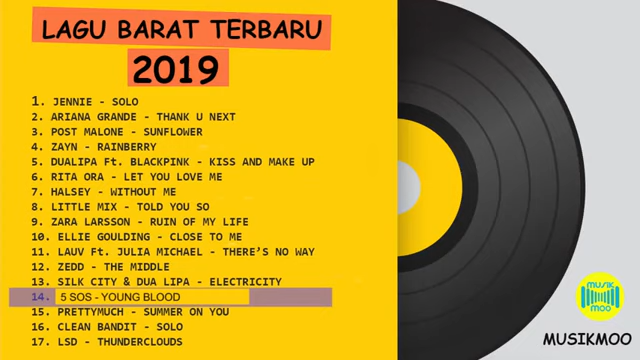 LAGU BARAT TERBARU
2019
1. JENNIE - SOLO
2. ARIANA GRANDE - THANK U NEXT
3. POST MALONE - SUNFLOWER
4. ZAYN - RAINBERRY
5. DUALIPA Ft. BLACKPINK - KISS AND MAKE UP
6. RITA ORA - LET YOU LOVE ME
7. HALSEY - WITHOUT ME
8. LITTLE MIX - TOLD YOU SO
9. ZARA LARSSON - RUIN OF MY LIFE
10. ELLIE GOULDING - CLOSE TO ME
11. LAUV Ft. JULIA MICHAEL - THERE'S NO WAY
12. ZEDD - THE MIDDLE
13. SILK CITY & DUA LIPA - ELECTRICITY
14. 5 SOS - YOUNG BLOOD
15. PRETTYMUCH - SUMMER ON YOU
16. CLEAN BANDIT - SOLO
17. LSD - THUNDERCLOUDS
MUSIK
MOO
MUSIKMOO